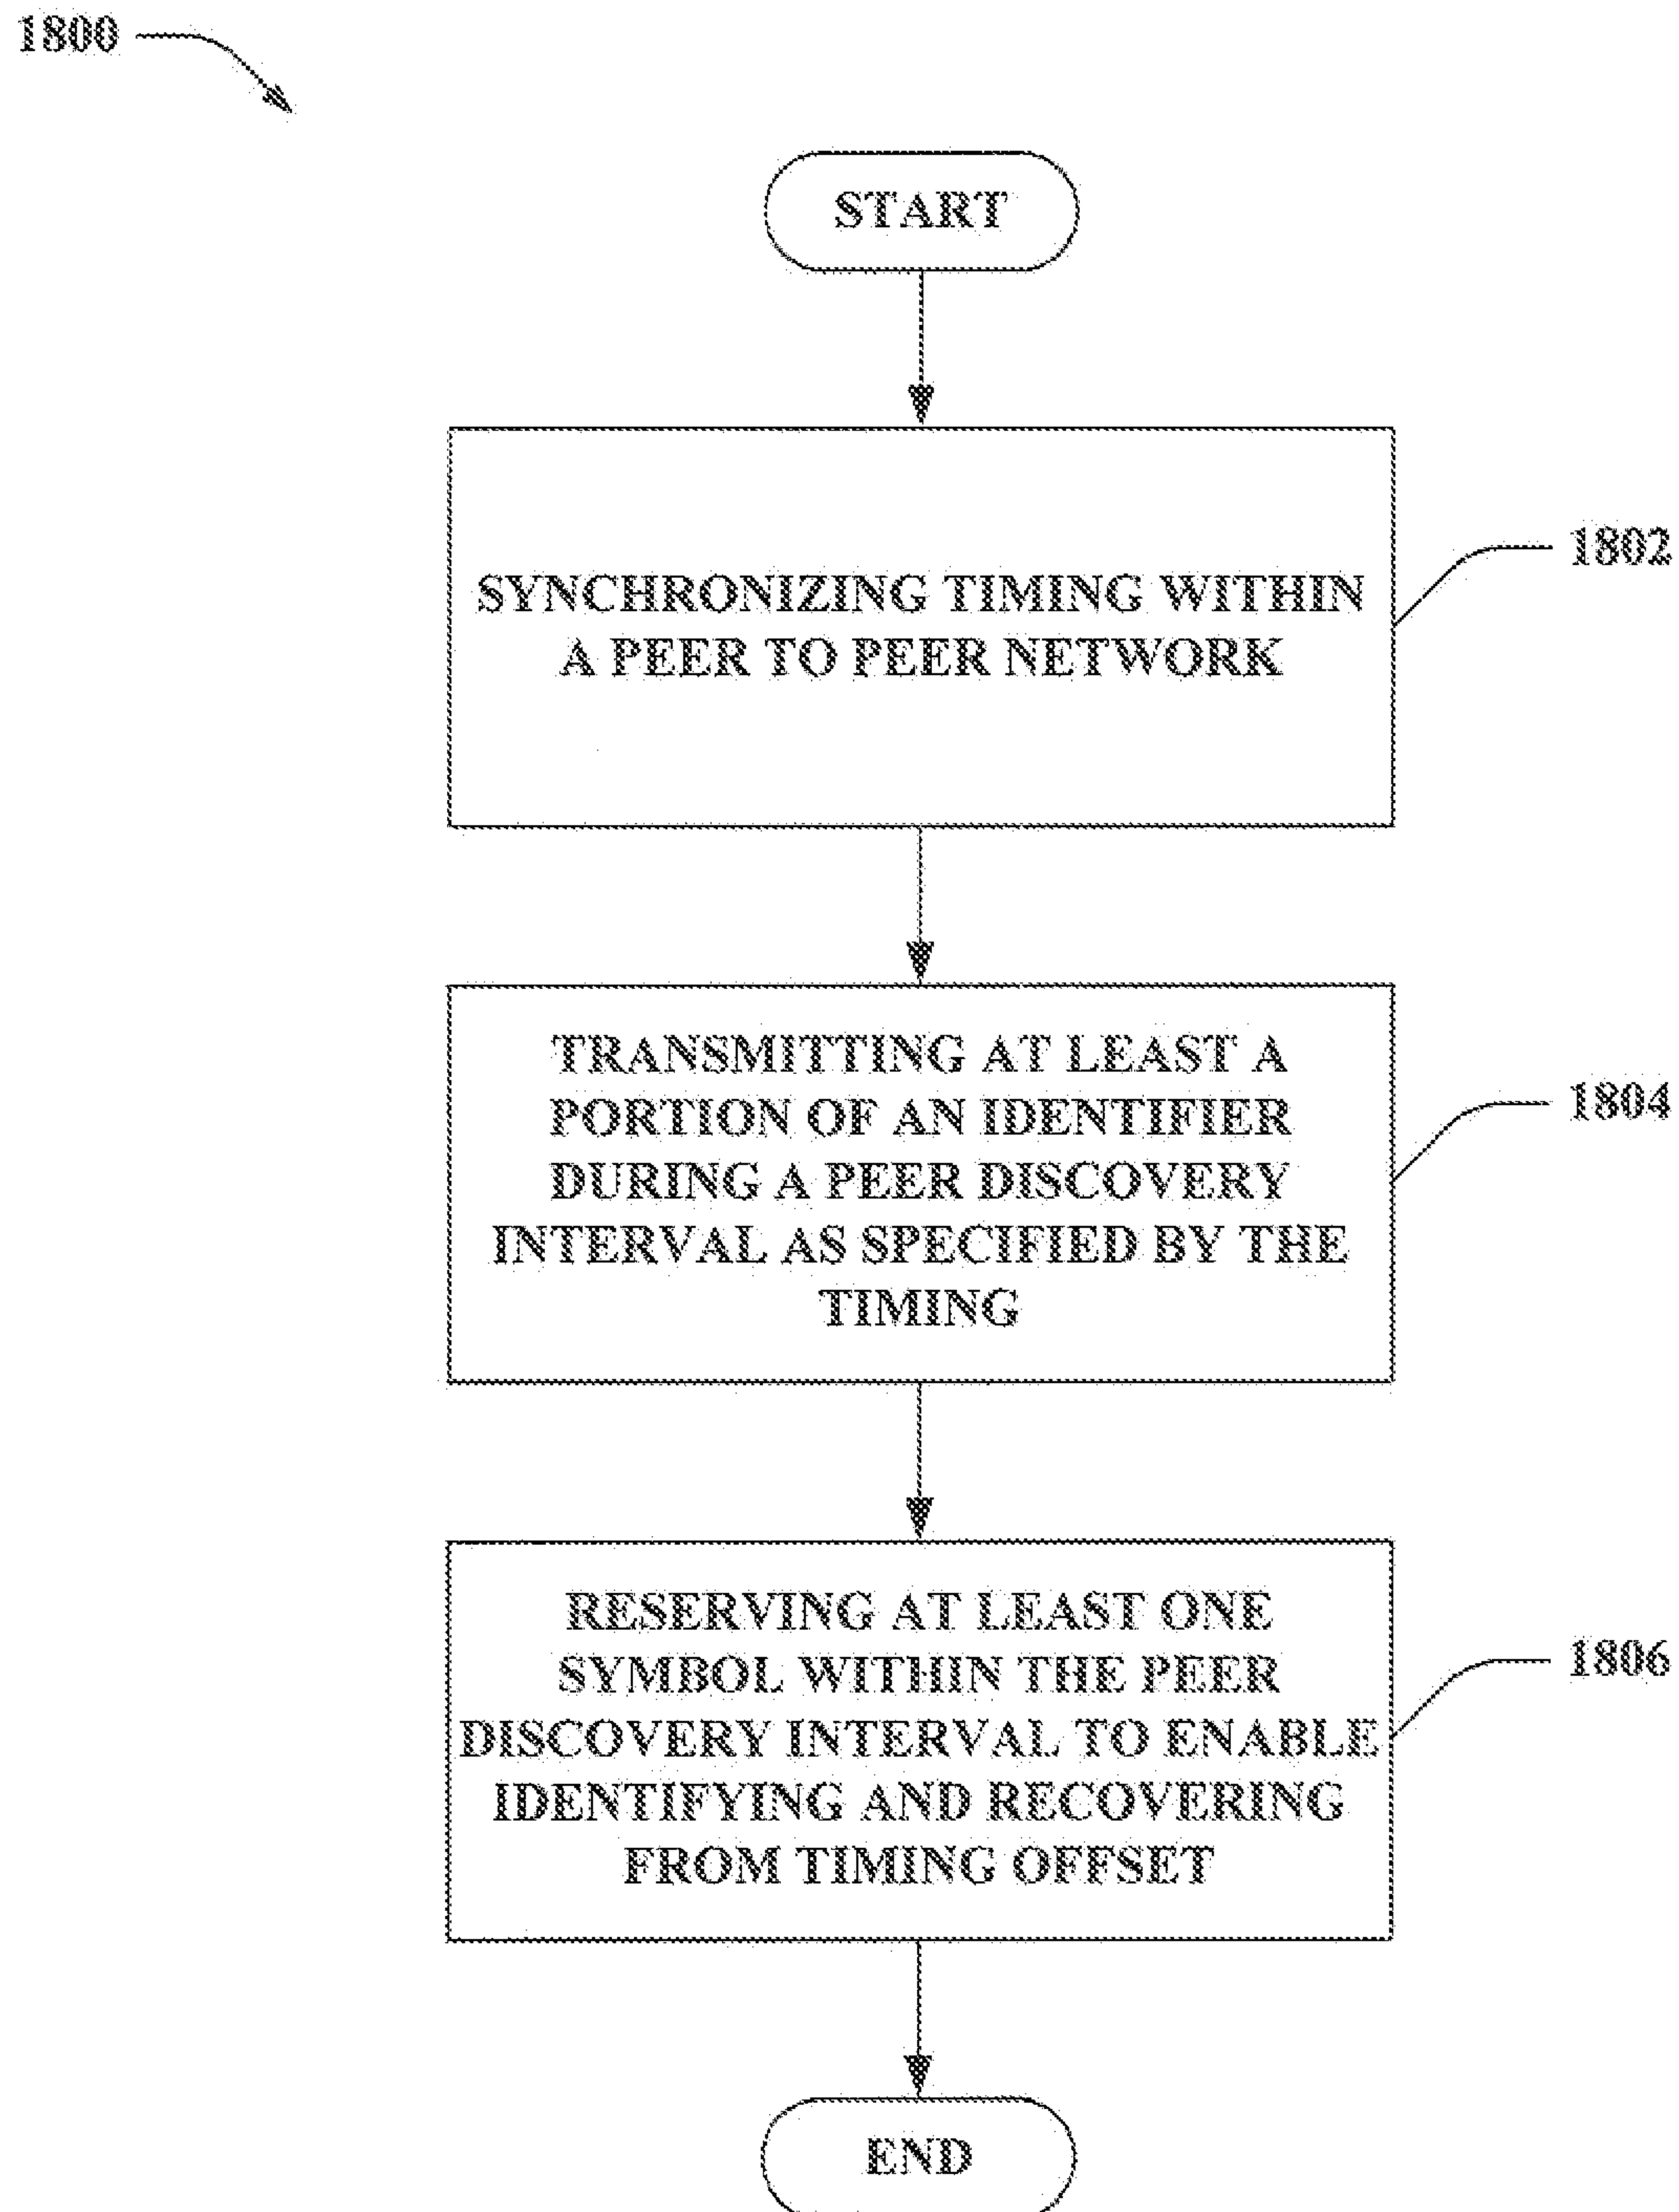 1800
START
SYNCHRONIZING TIMING WITHIN
A PEER TO PEER NETWORK
1802
TRANSMITTING AT LEAST A
PORTION OF AN IDENTIFIER
DURING A PEER DISCOVERY
INTERVAL AS SPECIFIED BY THE
TIMING
1804
RESERVING AT LEAST ONE
SYMBOL WITHIN THE PEER
DISCOVERY INTERVAL TO ENABLE
IDENTIFYING AND RECOVERING
FROM TIMING OFFSET
1806
END